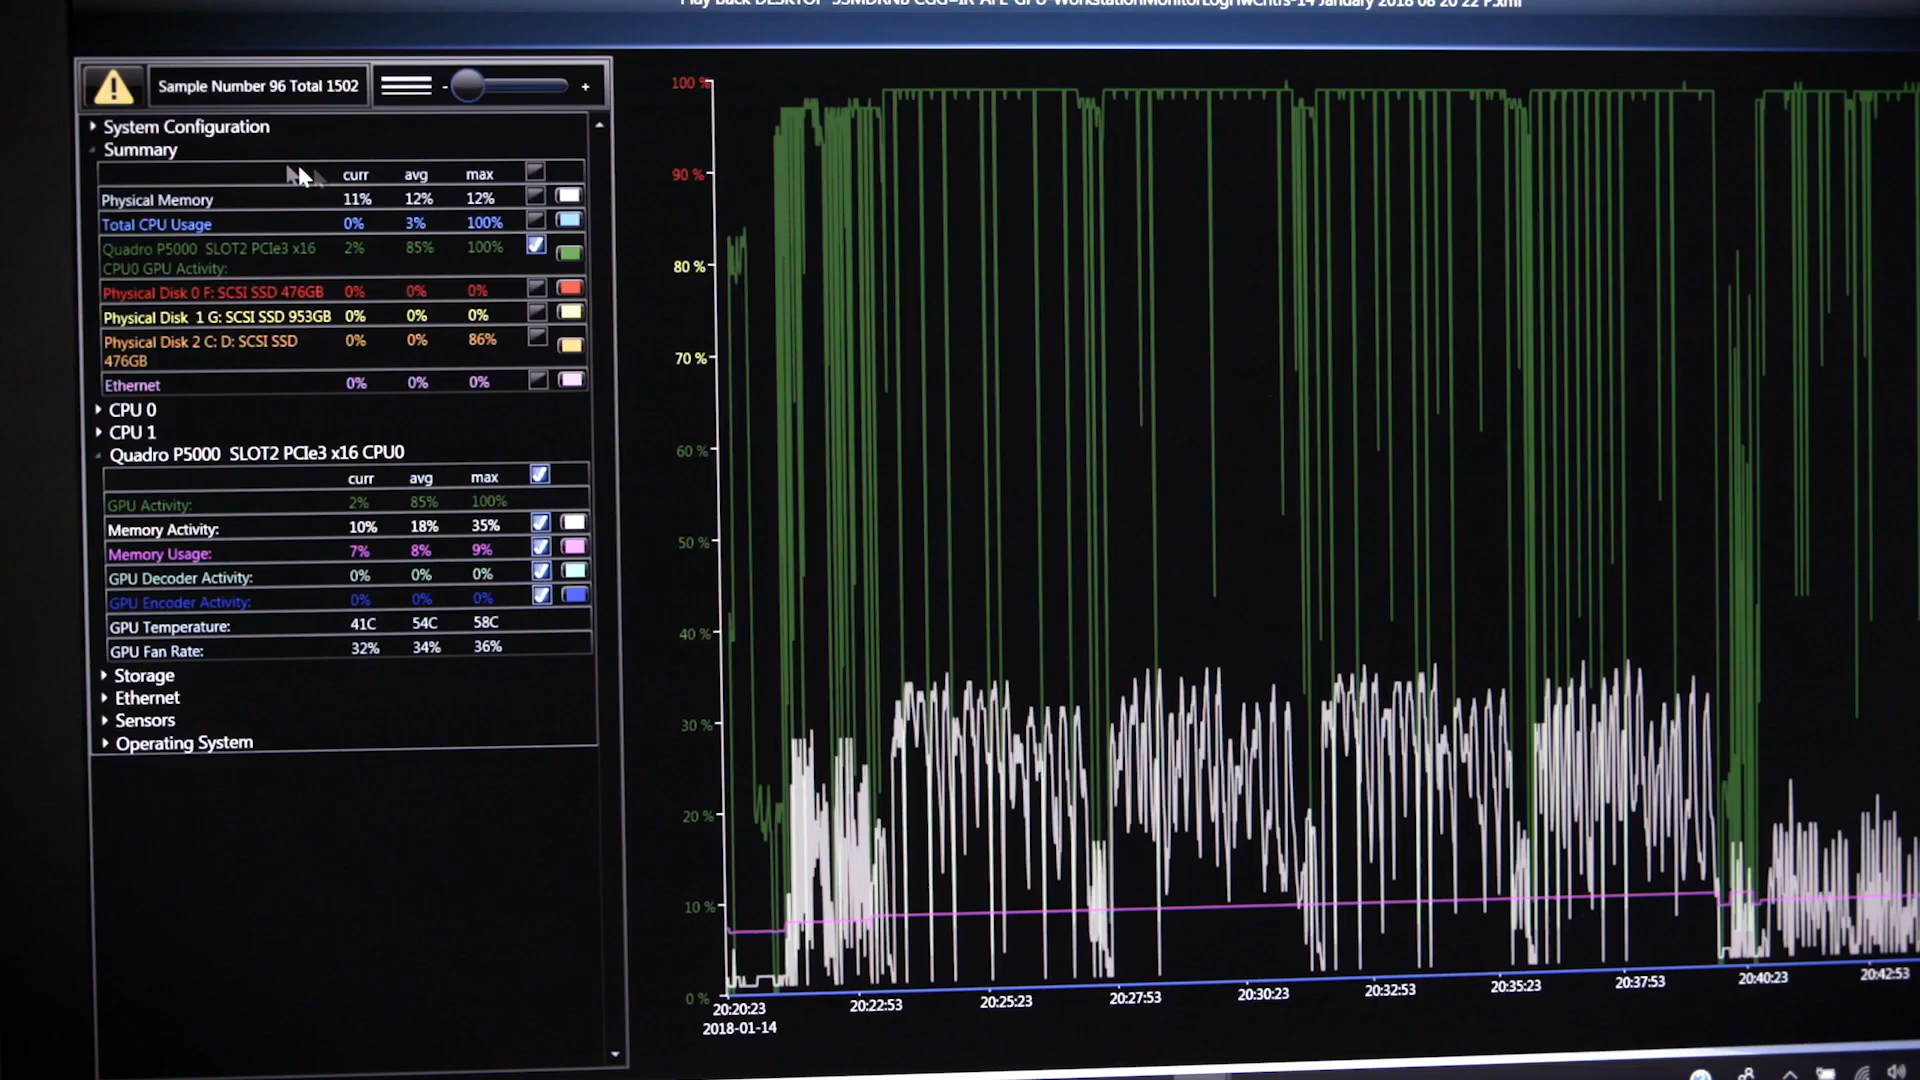 Sample Number 96 Total 1502
- +
System Configuration
Summary
curr avg max
Physical Memory 11% 12% 12%
Total CPU Usage 0% 3% 100%
Quadro P5000 SLOT2 PCIe3 x16 2% 85% 100%
CPU0 GPU Activity:
Physical Disk 0 F: SCSI SSD 476GB 0% 0% 0%
Physical Disk 1 G: SCSI SSD 953GB 0% 0% 0%
Physical Disk 2 C: D: SCSI SSD 0% 0% 86%
476GB
Ethernet 0% 0% 0%
CPU 0
CPU 1
Quadro P5000 SLOT2 PCIe3 x16 CPU0
curr avg max
GPU Activity: 2% 85% 100%
Memory Activity: 10% 18% 35%
Memory Usage: 7% 8% 9%
GPU Decoder Activity: 0% 0% 0%
GPU Encoder Activity: 0% 0% 0%
GPU Temperature: 41C 54C 58C
GPU Fan Rate: 32% 34% 36%
Storage
Ethernet
Sensors
Operating System
100 %
90 %
80 %
70 %
60 %
50 %
40 %
30 %
20 %
10 %
0 %
20:20:23 20:22:53 20:25:23 20:27:53 20:30:23 20:32:53 20:35:23 20:37:53 20:40:23 20:42:53
2018-01-14